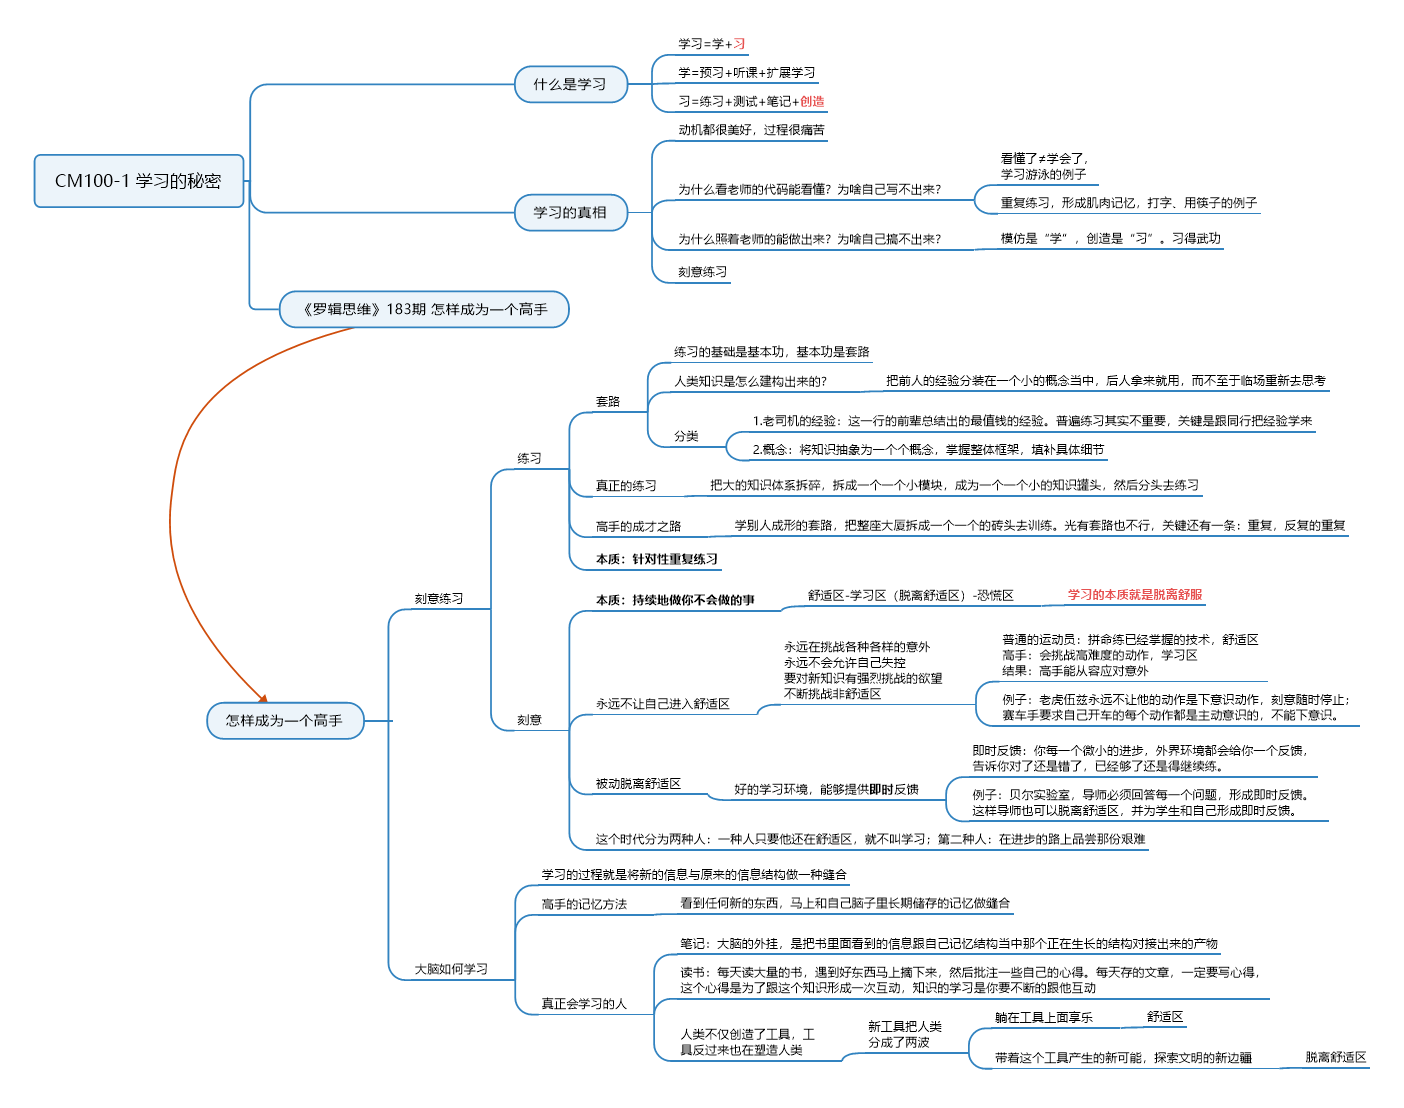 CM100-1 学习的秘密
什么是学习
学习=学+习
学=预习+听课+扩展学习
习=练习+测试+笔记+创造
学习的真相
动机都很美好，过程很痛苦
为什么看老师的代码能看懂？为啥自己写不出来？
看懂了≠学会了，
学习游泳的例子
重复练习，形成肌肉记忆，打字、用筷子的例子
为什么照着老师的能做出来？为啥自己搞不出来？
模仿是“学”，创造是“习”。习得武功
刻意练习
《罗辑思维》183期 怎样成为一个高手
怎样成为一个高手
刻意练习
练习
套路
练习的基础是基本功，基本功是套路
人类知识是怎么建构出来的？
把前人的经验分装在一个小的概念当中，后人拿来就用，而不至于临场重新去思考
分类
1.老司机的经验：这一行的前辈总结出的最值钱的经验。普遍练习其实不重要，关键是跟同行把经验学来
2.概念：将知识抽象为一个个概念，掌握整体框架，填补具体细节
真正的练习
把大的知识体系拆碎，拆成一个一个小模块，成为一个一个小的知识罐头，然后分头去练习
高手的成才之路
学别人成形的套路，把整座大厦拆成一个一个的砖头去训练。光有套路也不行，关键还有一条：重复，反复的重复
本质：针对性重复练习
刻意
本质：持续地做你不会做的事
舒适区-学习区（脱离舒适区）-恐慌区
学习的本质就是脱离舒服
永远不让自己进入舒适区
永远在挑战各种各样的意外
永远不会允许自己失控
要对新知识有强烈挑战的欲望
不断挑战非舒适区
普通的运动员：拼命练已经掌握的技术，舒适区
高手：会挑战高难度的动作，学习区
结果：高手能从容应对意外
例子：老虎伍兹永远不让他的动作是下意识动作，刻意随时停止；
赛车手要求自己开车的每个动作都是主动意识的，不能下意识。
被动脱离舒适区
好的学习环境，能够提供即时反馈
即时反馈：你每一个微小的进步，外界环境都会给你一个反馈，
告诉你对了还是错了，已经够了还是得继续练。
例子：贝尔实验室，导师必须回答每一个问题，形成即时反馈。
这样导师也可以脱离舒适区，并为学生和自己形成即时反馈。
这个时代分为两种人：一种人只要他还在舒适区，就不叫学习；第二种人：在进步的路上品尝那份艰难
大脑如何学习
学习的过程就是将新的信息与原来的信息结构做一种缝合
高手的记忆方法
看到任何新的东西，马上和自己脑子里长期储存的记忆做缝合
真正会学习的人
笔记：大脑的外挂，是把书里面看到的信息跟自己记忆结构当中那个正在生长的结构对接出来的产物
读书：每天读大量的书，遇到好东西马上摘下来，然后批注一些自己的心得。每天存的文章，一定要写心得，
这个心得是为了跟这个知识形成一次互动，知识的学习是你要不断的跟他互动
人类不仅创造了工具，工
具反过来也在塑造人类
新工具把人类
分成了两波
躺在工具上面享乐
舒适区
带着这个工具产生的新可能，探索文明的新边疆
脱离舒适区